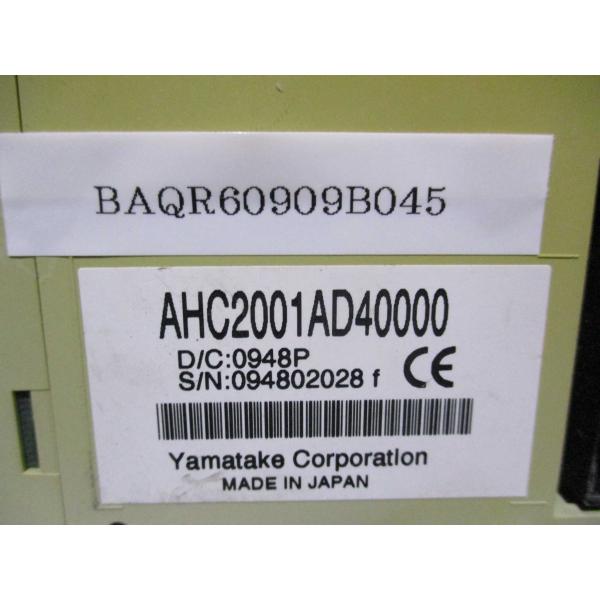 BAQR60909B045
AHC2001AD40000
D/C:0948P
S/N:094802028 f CE
Yamatake Corporation
MADE IN JAPAN